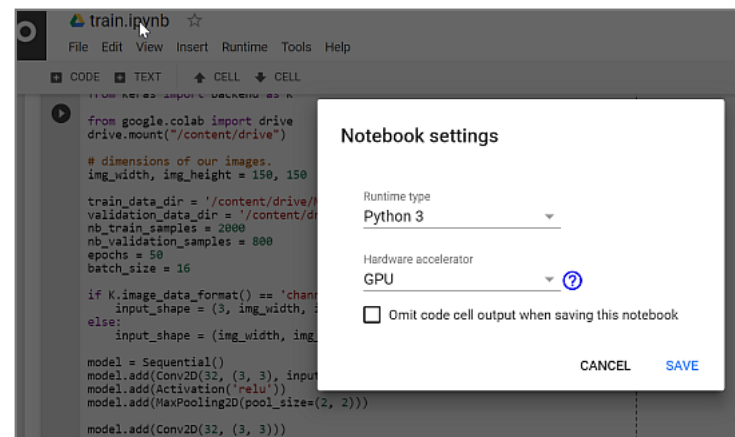 train.ipynb
File Edit View Insert Runtime Tools Help
CODE TEXT CELL CELL
from keras import backend as K
from google.colab import drive
drive.mount("/content/drive")
# dimensions of our images.
img_width, img_height = 150, 150
train_data_dir = '/content/drive/
validation_data_dir = '/content/dr
nb_train_samples = 2000
nb_validation_samples = 800
epochs = 50
batch_size = 16
if K.image_data_format() == 'chann
input_shape = (3, img_width,
else:
input_shape = (img_width, img_
model = Sequential()
model.add(Conv2D(32, (3, 3), input
model.add(Activation('relu'))
model.add(MaxPooling2D(pool_size=(2, 2)))
model.add(Conv2D(32, (3, 3)))
Notebook settings
Runtime type
Python 3
Hardware accelerator
GPU
?
Omit code cell output when saving this notebook
CANCEL SAVE